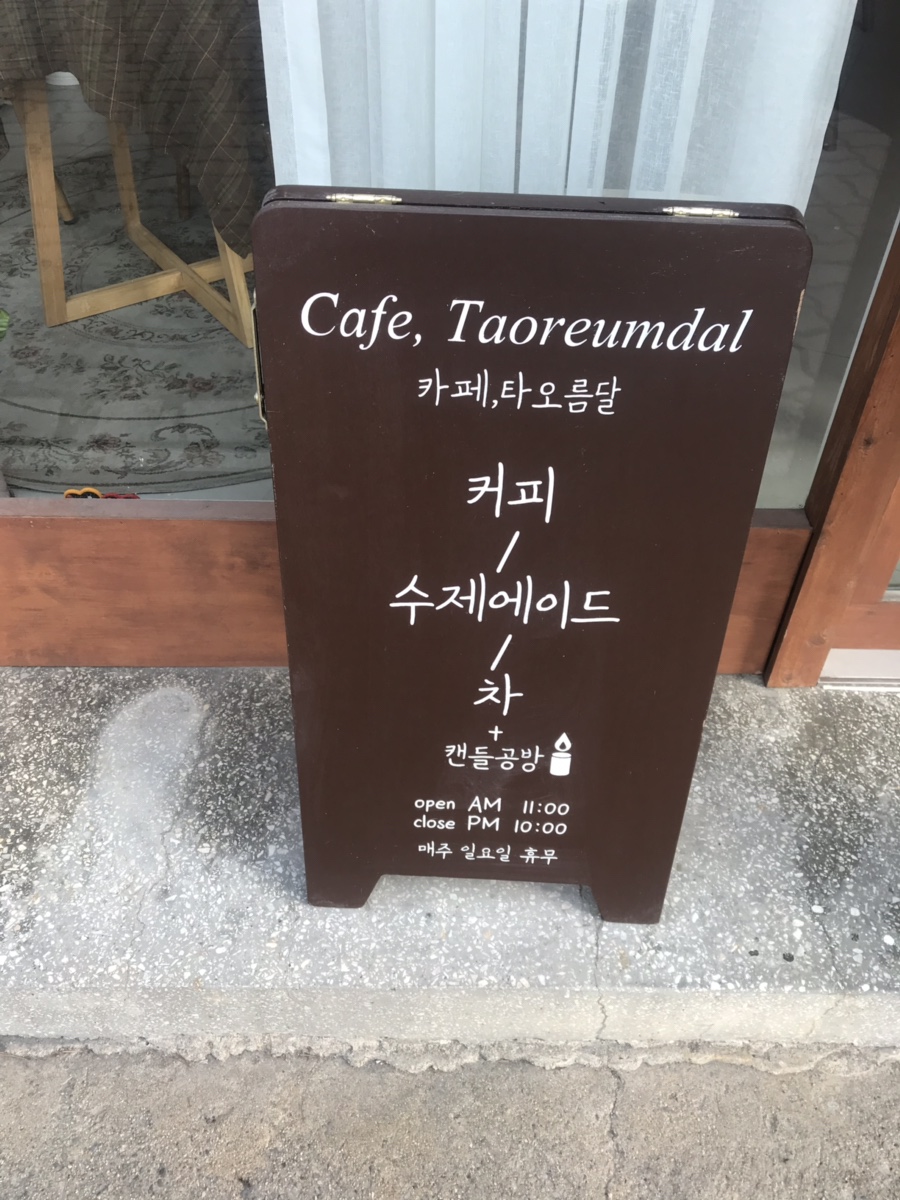 Cafe, Taoreumdal
카페,타오름달
커피
/
수제에이드
/
차
+
캔들공방
open AM 11:00
close PM 10:00
매주 일요일 휴무